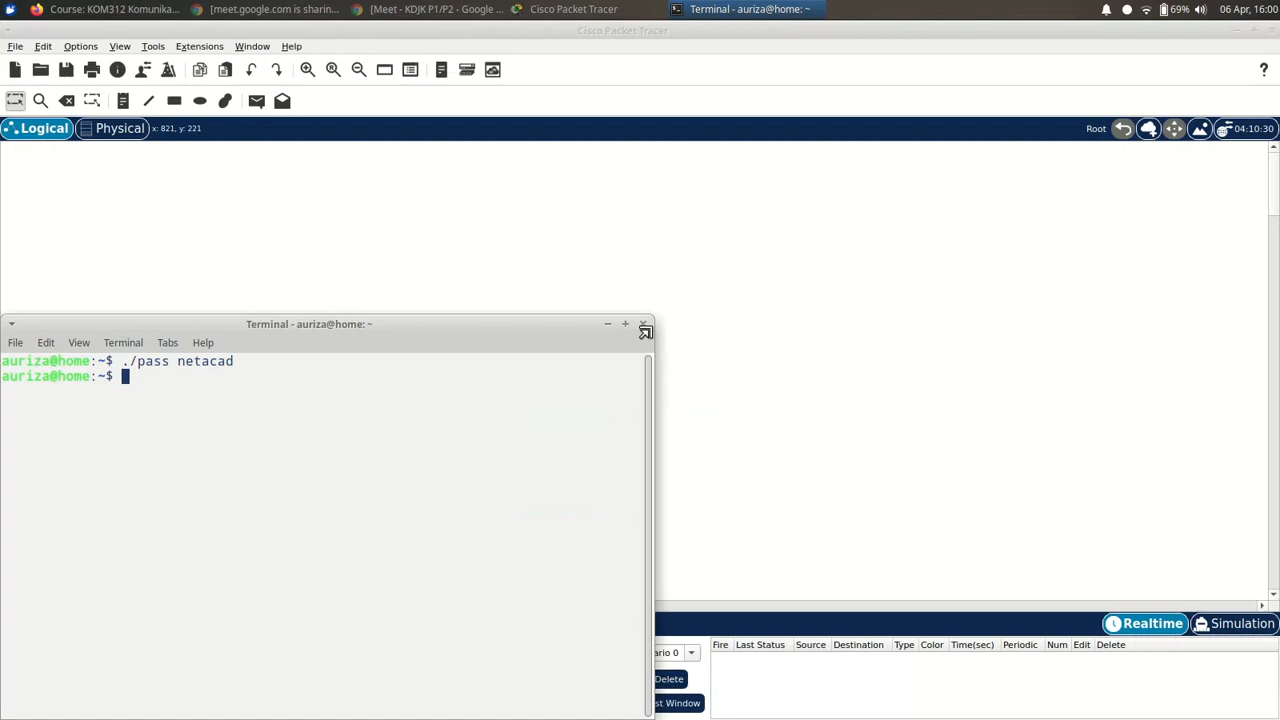 Course: KOM312 Komunika...
[meet.google.com is sharin...
[Meet - KDJK P1/P2 - Google ...
Cisco Packet Tracer
Terminal - auriza@home: ~
69%
06 Apr, 16:00
Cisco Packet Tracer
File Edit Options View Tools Extensions Window Help
?
Logical Physical x: 821, y: 221
Root
04:10:30
Terminal - auriza@home: ~
File Edit View Terminal Tabs Help
auriza@home:~$ ./pass netacad
auriza@home:~$
Realtime Simulation
ario 0
Fire Last Status Source Destination Type Color Time(sec) Periodic Num Edit Delete
Delete
st Window